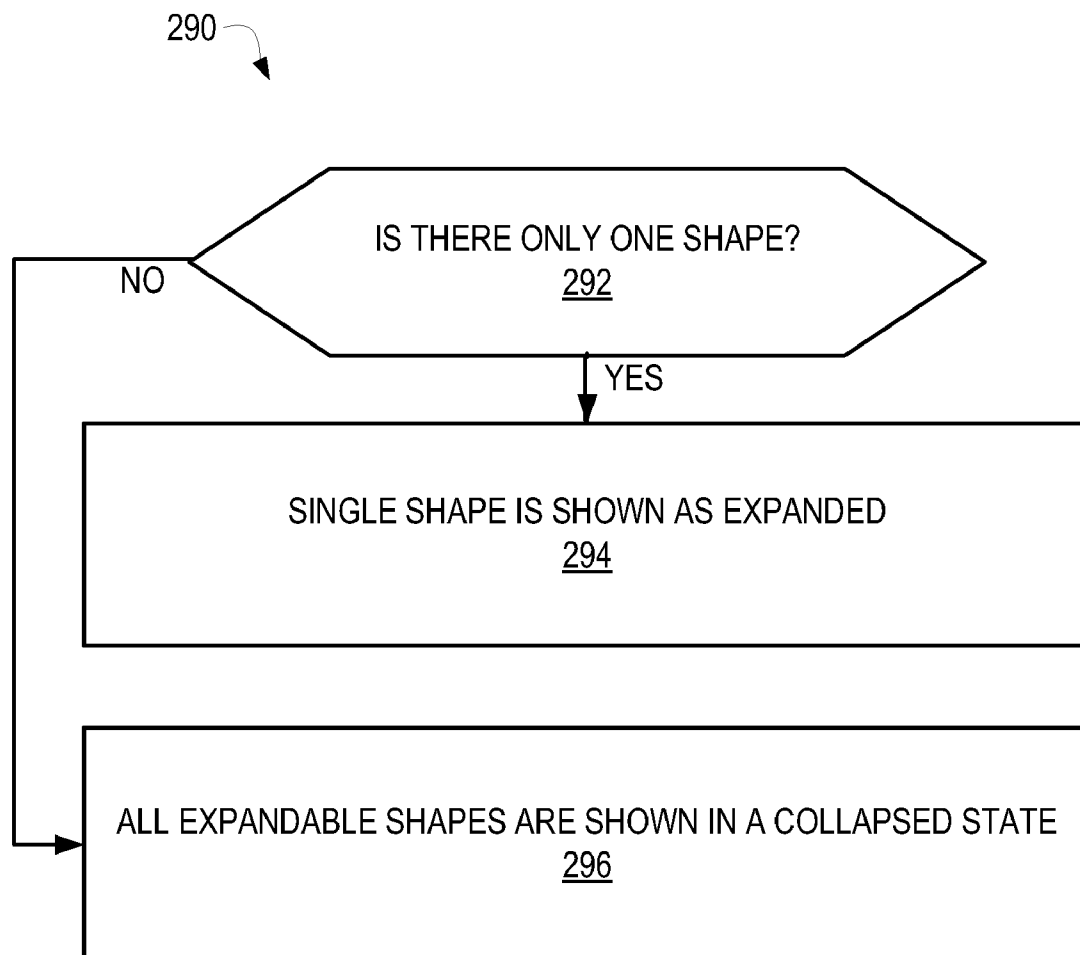 290
IS THERE ONLY ONE SHAPE?
292
NO
YES
SINGLE SHAPE IS SHOWN AS EXPANDED
294
ALL EXPANDABLE SHAPES ARE SHOWN IN A COLLAPSED STATE
296